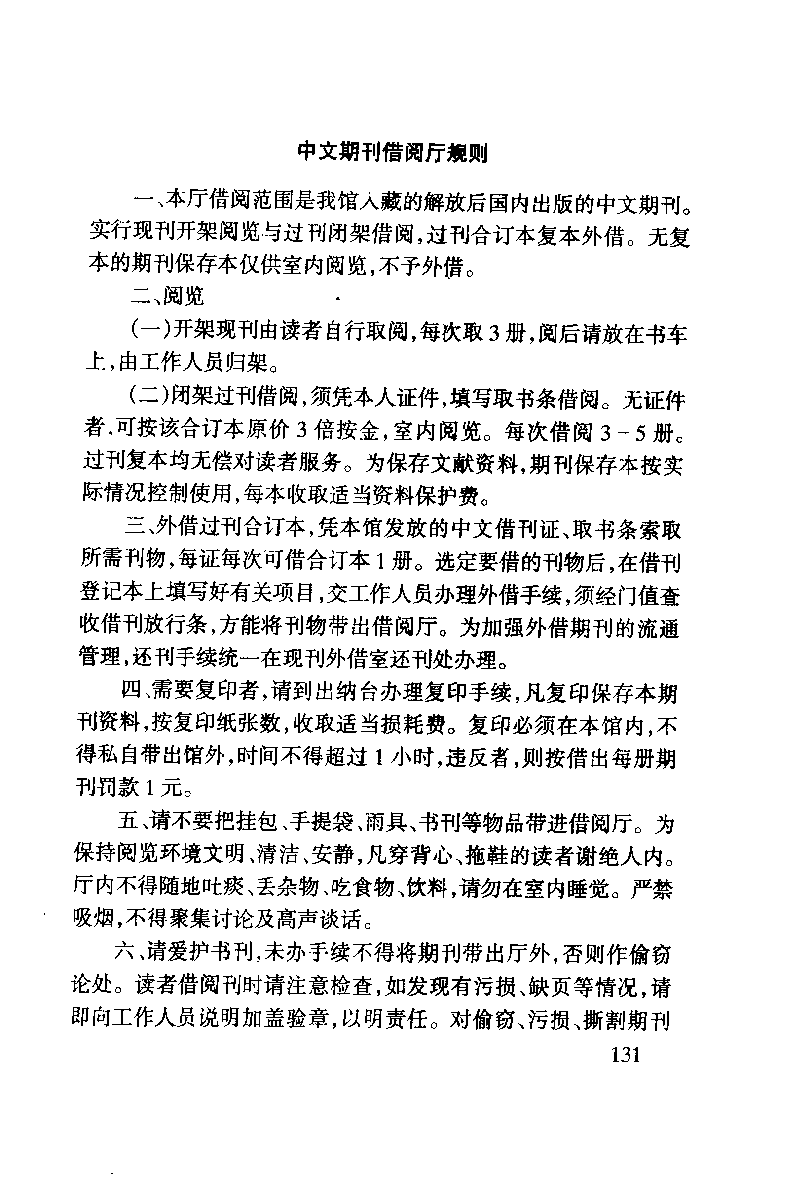 中文期刊借阅厅规则
一、本厅借阅范围是我馆入藏的解放后国内出版的中文期刊。
实行现刊开架阅览与过刊闭架借阅,过刊合订本复本外借。无复
本的期刊保存本仅供室内阅览,不予外借。
二、阅览
(一)开架现刊由读者自行取阅,每次取3册,阅后请放在书车
上,由工作人员归架。
(二)闭架过刊借阅,须凭本人证件,填写取书条借阅。无证件
者,可按该合订本原价3倍按金,室内阅览。每次借阅3-5册。
过刊复本均无偿对读者服务。为保存文献资料,期刊保存本按实
际情况控制使用,每本收取适当资料保护费。
三、外借过刊合订本,凭本馆发放的中文借刊证、取书条索取
所需刊物,每证每次可借合订本1册。选定要借的刊物后,在借刊
登记本上填写好有关项目,交工作人员办理外借手续,须经门值查
收借刊放行条,方能将刊物带出借阅厅。为加强外借期刊的流通
管理,还刊手续统一在现刊外借室还刊处办理。
四、需要复印者,请到出纳台办理复印手续,凡复印保存本期
刊资料,按复印纸张数,收取适当损耗费。复印必须在本馆内,不
得私自带出馆外,时间不得超过1小时,违反者,则按借出每册期
刊罚款1元。
五、请不要把挂包、手提袋、雨具、书刊等物品带进借阅厅。为
保持阅览环境文明、清洁、安静,凡穿背心、拖鞋的读者谢绝人内。
厅内不得随地吐痰、丢杂物、吃食物、饮料,请勿在室内睡觉。严禁
吸烟,不得聚集讨论及高声谈话。
六、请爱护书刊,未办手续不得将期刊带出厅外,否则作偷窃
论处。读者借阅刊时请注意检查,如发现有污损、缺页等情况,请
即向工作人员说明加盖验章,以明责任。对偷窃、污损、撕割期刊
131